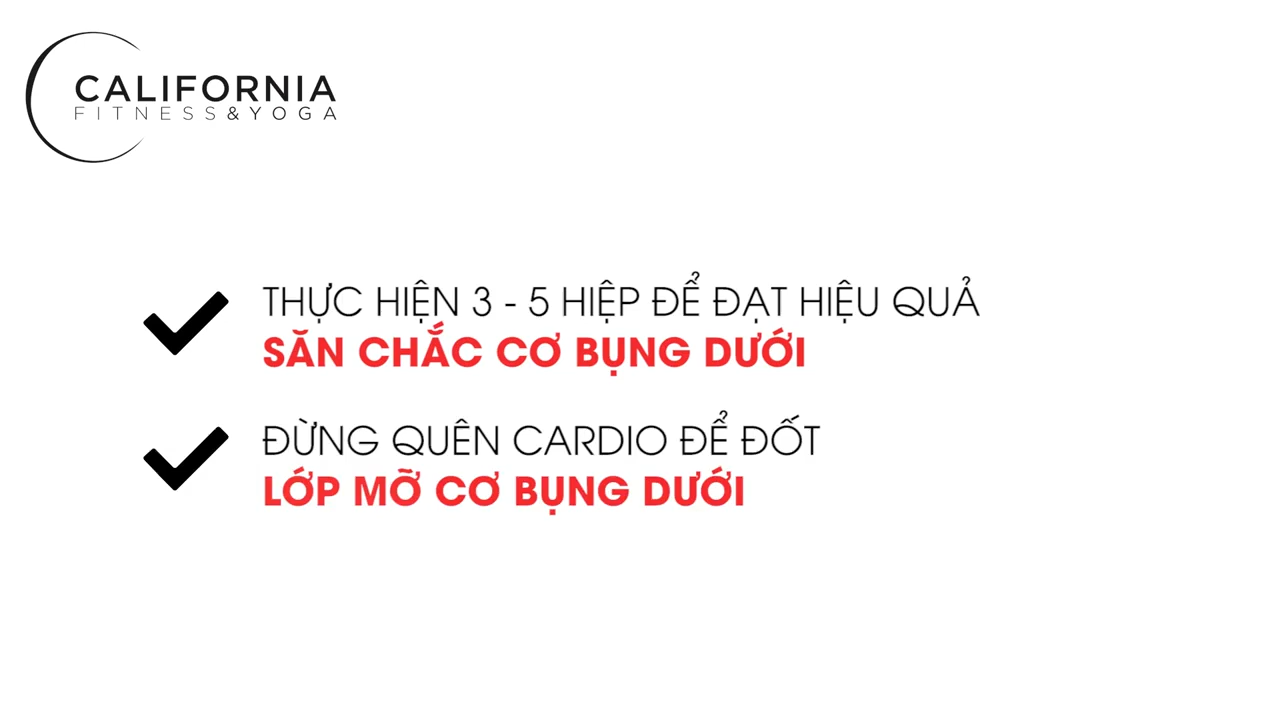 CALIFORNIA
FITNESS&YOGA
THỰC HIỆN 3 - 5 HIỆP ĐỂ ĐẠT HIỆU QUẢ
SĂN CHẮC CƠ BỤNG DƯỚI
ĐỪNG QUÊN CARDIO ĐỂ ĐỐT
LỚP MỠ CƠ BỤNG DƯỚI